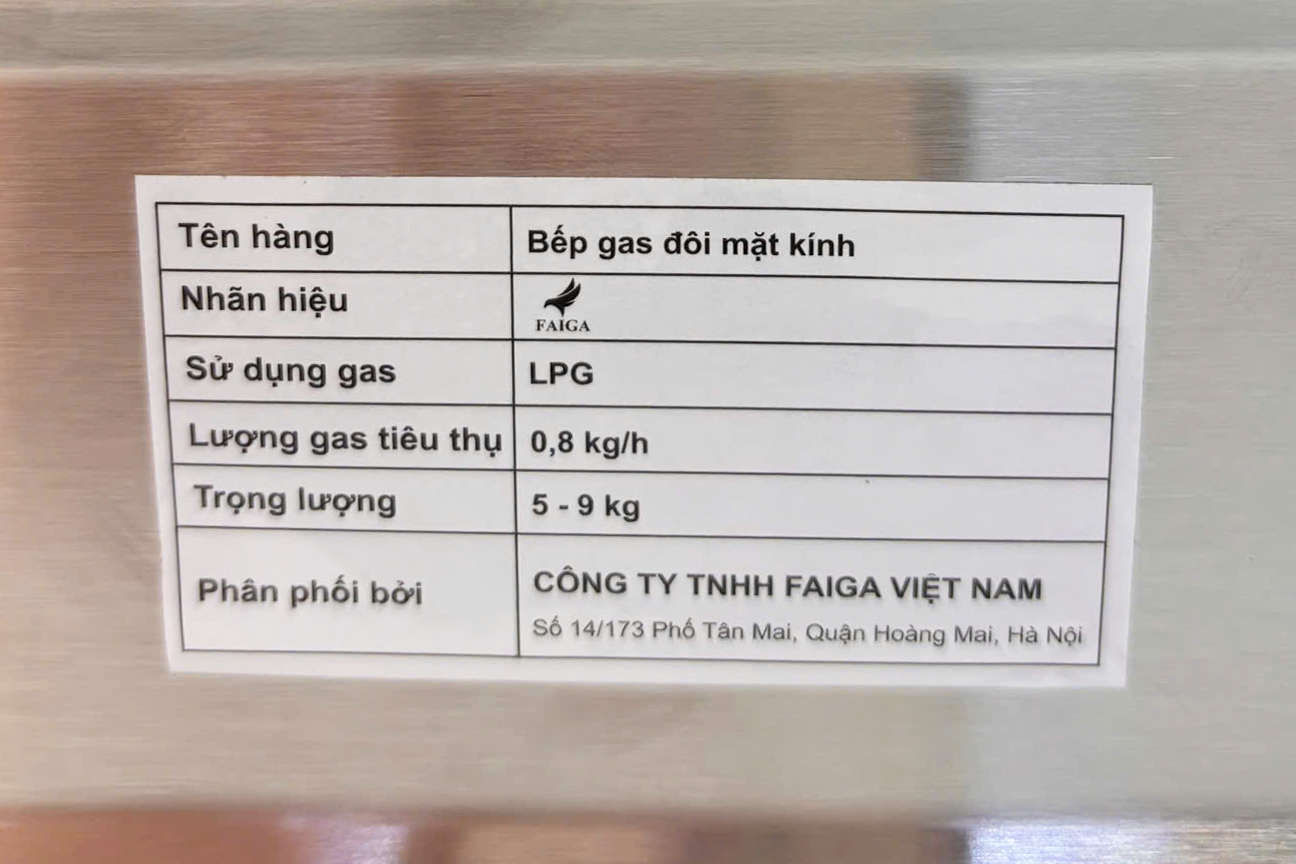 Tên hàng Bếp gas đôi mặt kính
Nhãn hiệu FAIGA
Sử dụng gas LPG
Lượng gas tiêu thụ 0,8 kg/h
Trọng lượng 5 - 9 kg
Phân phối bởi CÔNG TY TNHH FAIGA VIỆT NAM
Số 14/173 Phố Tân Mai, Quận Hoàng Mai, Hà Nội